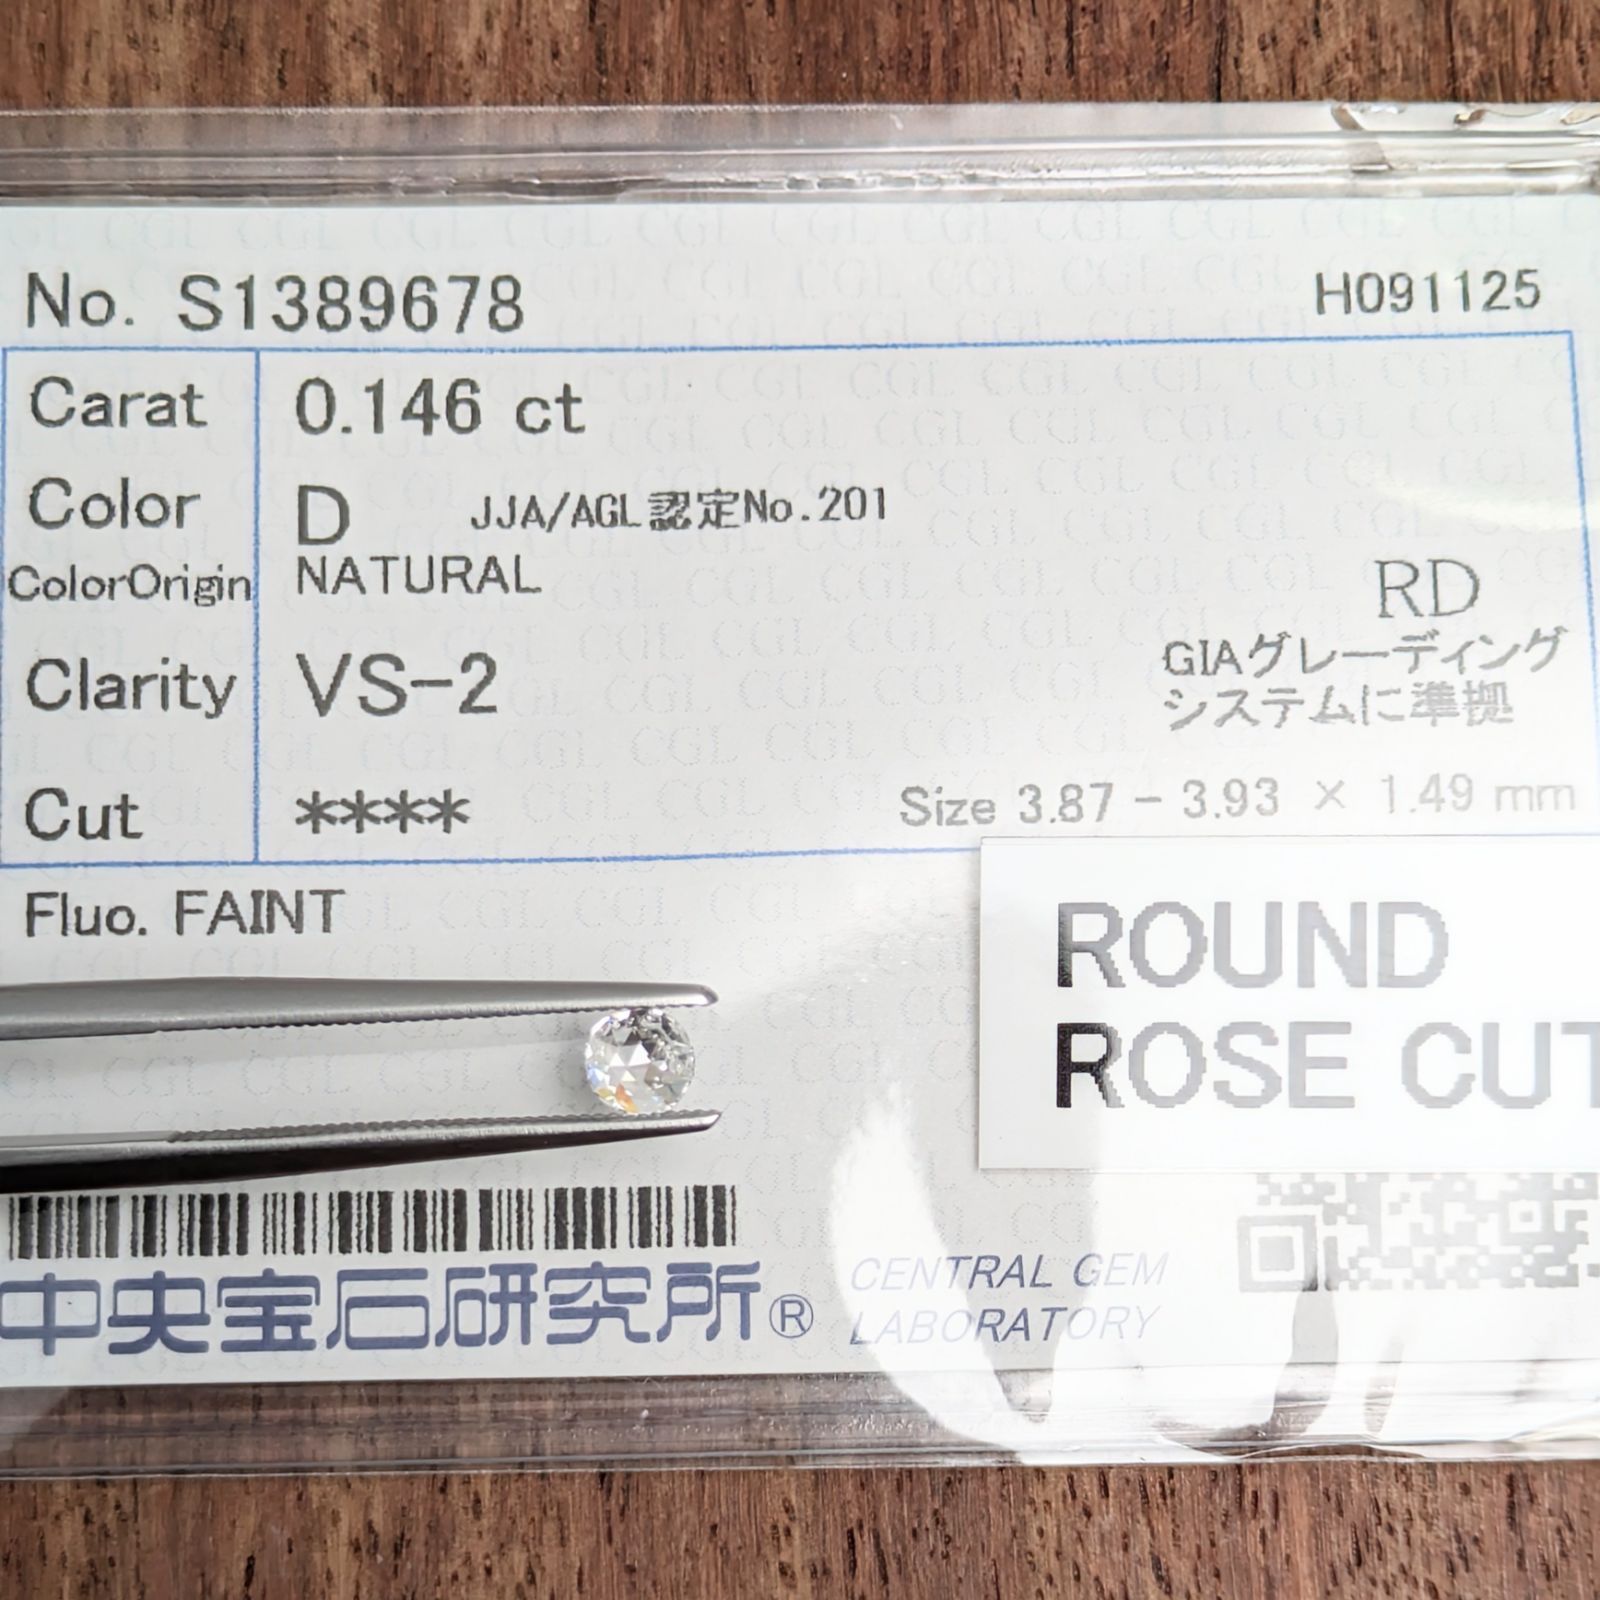 No. S1389678 H091125
Carat 0.146 ct
Color D JJA/AGL認定No.201
ColorOrigin NATURAL
RD
Clarity VS-2 GIAグレーディング
システムに準拠
Cut **** Size 3.87 - 3.93 × 1.49 mm
Fluo. FAINT
ROUND
ROSE CUT
中央宝石研究所® CENTRAL GEM
LABORATORY